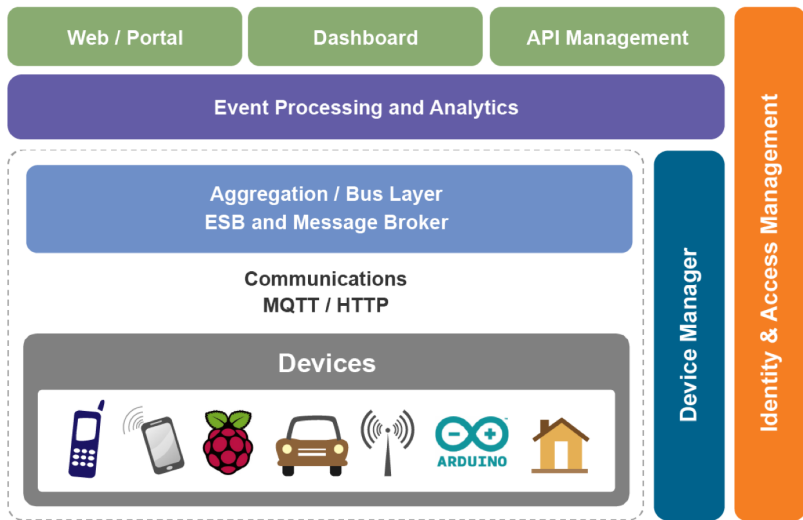 Web / Portal
Dashboard
API Management
Event Processing and Analytics
Aggregation / Bus Layer
ESB and Message Broker
Communications
MQTT / HTTP
Devices
ARDUINO
Device Manager
Identity & Access Management